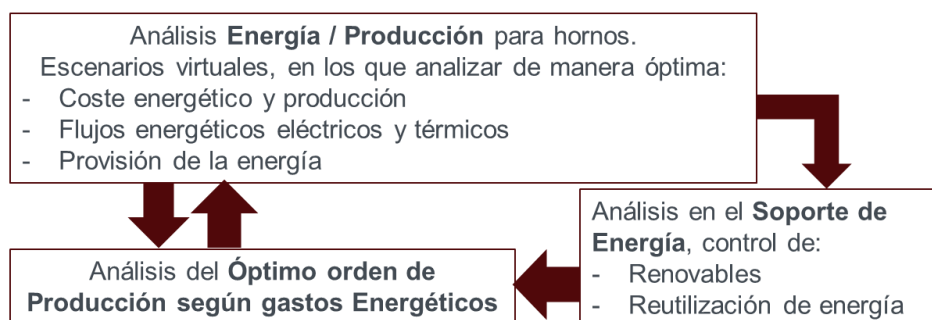 Análisis Energía / Producción para hornos.
Escenarios virtuales, en los que analizar de manera óptima:
- Coste energético y producción
- Flujos energéticos eléctricos y térmicos
- Provisión de la energía
Análisis en el Soporte de
Energía, control de:
- Renovables
- Reutilización de energía
Análisis del Óptimo orden de
Producción según gastos Energéticos